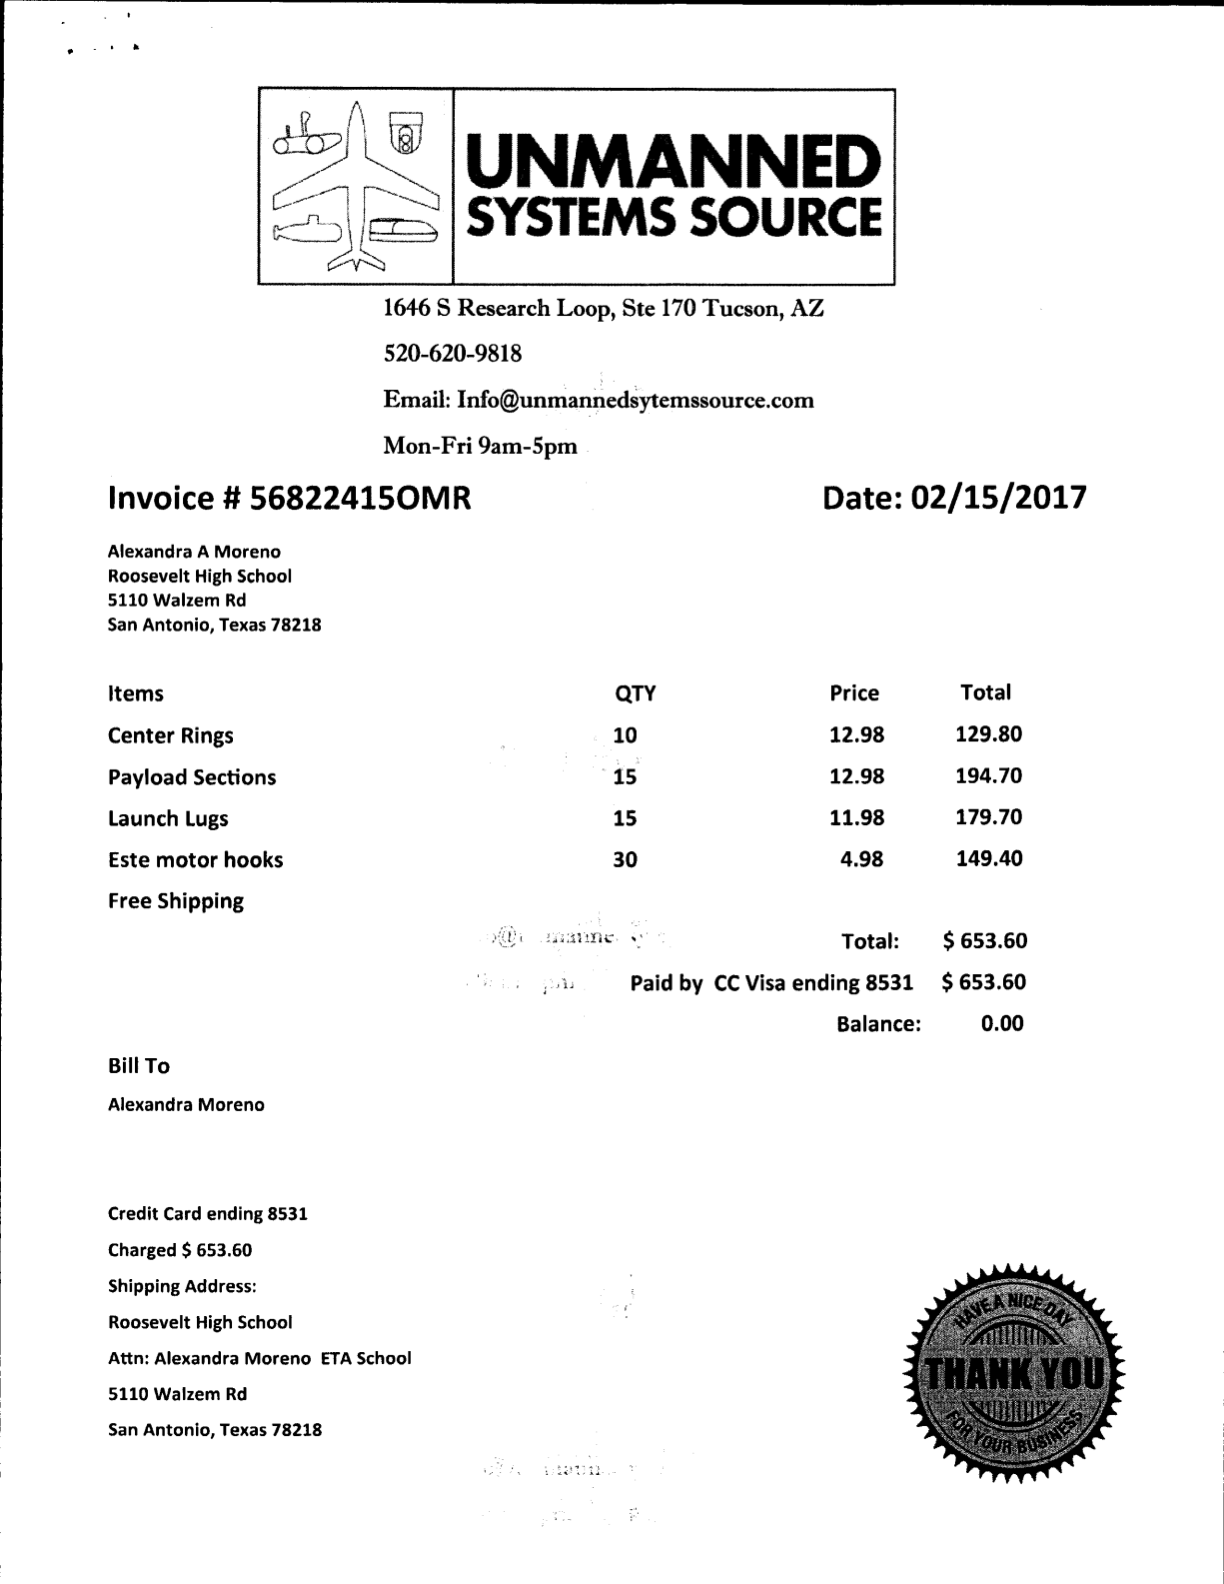 UNMANNED
SYSTEMS SOURCE
1646 S Research Loop, Ste 170 Tucson, AZ
520-620-9818
Email: Info@unmannedsytemssource.com
Mon-Fri 9am-5pm
Invoice # 56822415OMR Date: 02/15/2017
Alexandra A Moreno
Roosevelt High School
5110 Walzem Rd
San Antonio, Texas 78218
Items QTY Price Total
Center Rings 10 12.98 129.80
Payload Sections 15 12.98 194.70
Launch Lugs 15 11.98 179.70
Este motor hooks 30 4.98 149.40
Free Shipping
Total: $ 653.60
Paid by CC Visa ending 8531 $ 653.60
Balance: 0.00
Bill To
Alexandra Moreno
Credit Card ending 8531
Charged $ 653.60
Shipping Address:
Roosevelt High School
Attn: Alexandra Moreno ETA School
5110 Walzem Rd
San Antonio, Texas 78218
HAVE A NICE DAY
THANK YOU
FOR YOUR BUSINESS